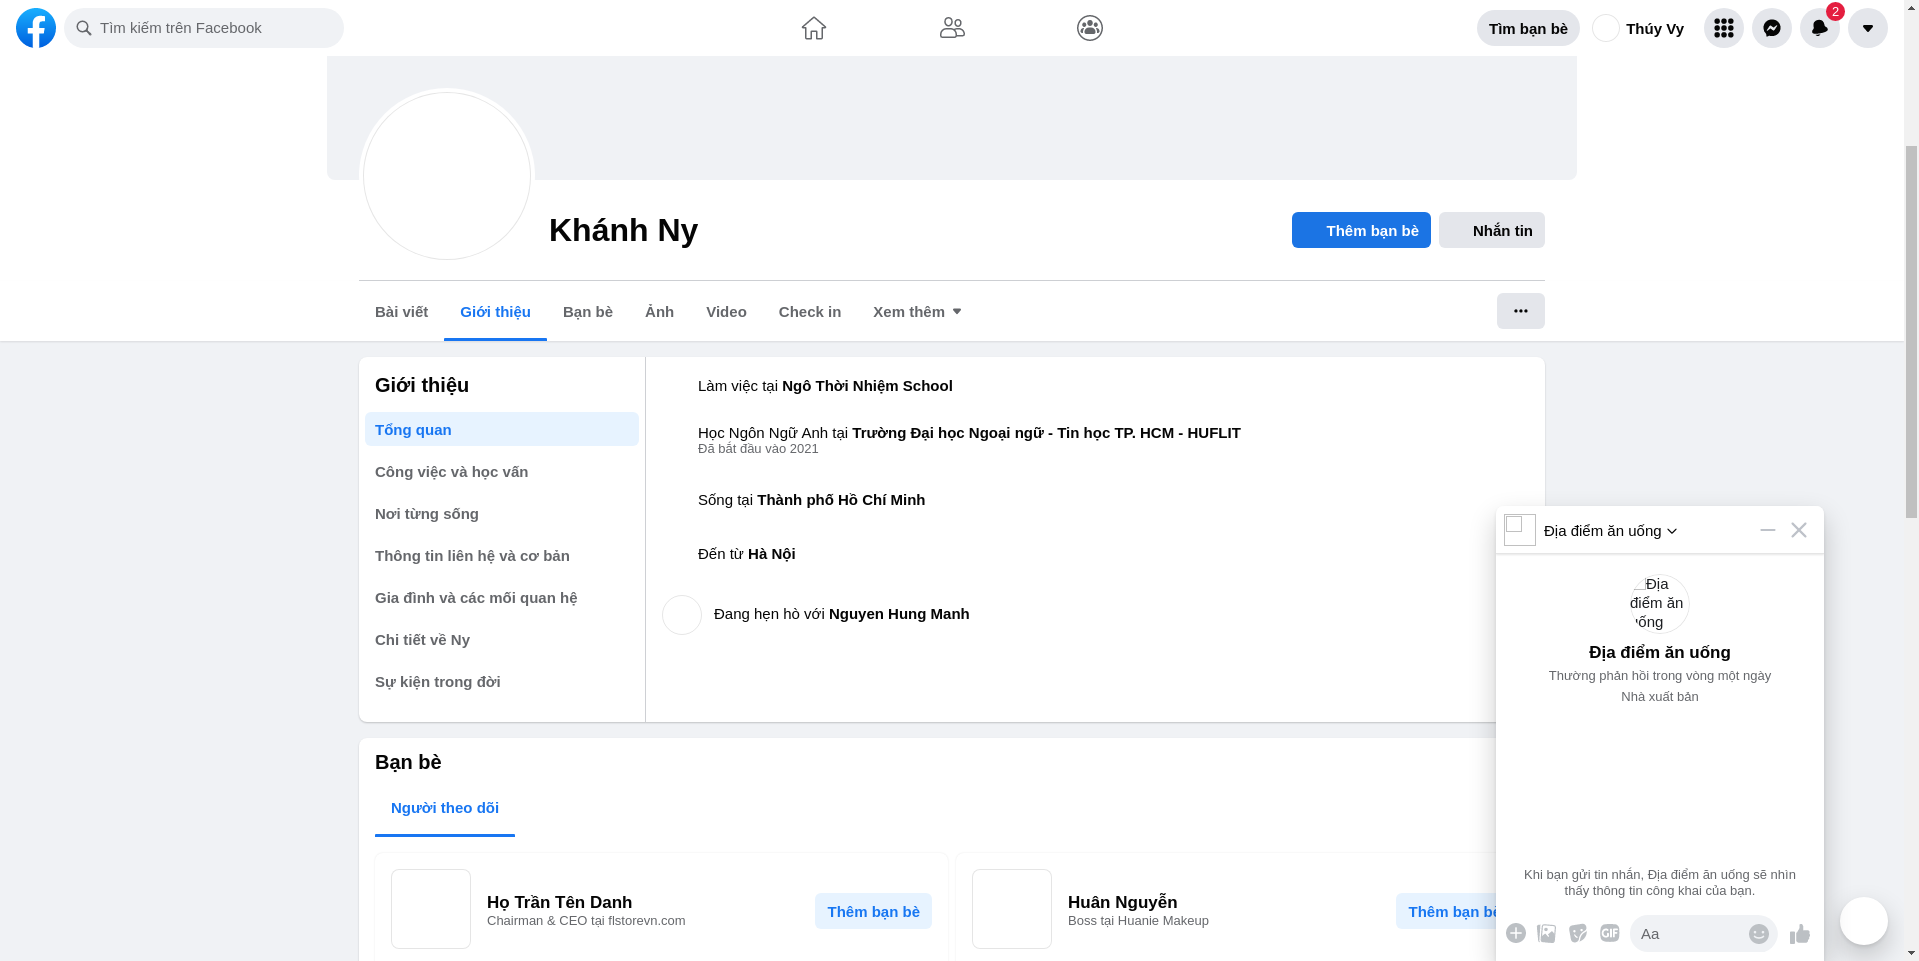 Tìm kiếm trên Facebook
Tìm bạn bè
Thúy Vy
2
Khánh Ny
Thêm bạn bè
Nhắn tin
Bài viết
Giới thiệu
Bạn bè
Ảnh
Video
Check in
Xem thêm
Giới thiệu
Tổng quan
Công việc và học vấn
Nơi từng sống
Thông tin liên hệ và cơ bản
Gia đình và các mối quan hệ
Chi tiết về Ny
Sự kiện trong đời
Làm việc tại Ngô Thời Nhiệm School
Học Ngôn Ngữ Anh tại Trường Đại học Ngoại ngữ - Tin học TP. HCM - HUFLIT
Đã bắt đầu vào 2021
Sống tại Thành phố Hồ Chí Minh
Đến từ Hà Nội
Đang hẹn hò với Nguyen Hung Manh
Bạn bè
Người theo dõi
Họ Trần Tên Danh
Chairman & CEO tại flstorevn.com
Thêm bạn bè
Huân Nguyễn
Boss tại Huanie Makeup
Thêm bạn bè
Địa điểm ăn uống
Địa
điểm ăn
uống
Địa điểm ăn uống
Thường phản hồi trong vòng một ngày
Nhà xuất bản
Khi bạn gửi tin nhắn, Địa điểm ăn uống sẽ nhìn
thấy thông tin công khai của bạn.
GIF
Aa